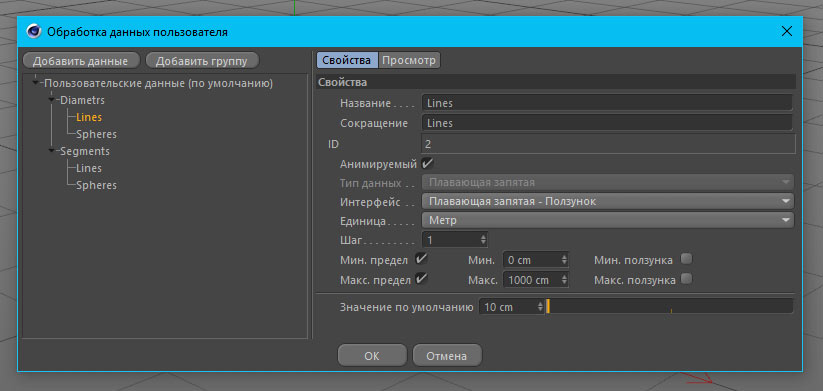 Обработка данных пользователя
Добавить данные Добавить группу
Пользовательские данные (по умолчанию)
Diametrs
Lines
Spheres
Segments
Lines
Spheres
Свойства Просмотр
Свойства
Название . . . . Lines
Сокращение Lines
ID 2
Анимируемый
Тип данных . . Плавающая запятая
Интерфейс . . Плавающая запятая - Ползунок
Единица . . . . . Метр
Шаг . . . . . . . . . 1
Мин. предел Мин. 0 cm Мин. ползунка
Макс. предел Макс. 1000 cm Макс. ползунка
Значение по умолчанию 10 cm
ОК Отмена